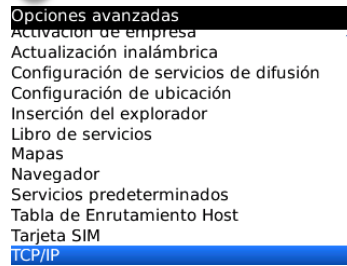 Opciones avanzadas
Activación de empresa
Actualización inalámbrica
Configuración de servicios de difusión
Configuración de ubicación
Inserción del explorador
Libro de servicios
Mapas
Navegador
Servicios predeterminados
Tabla de Enrutamiento Host
Tarjeta SIM
TCP/IP